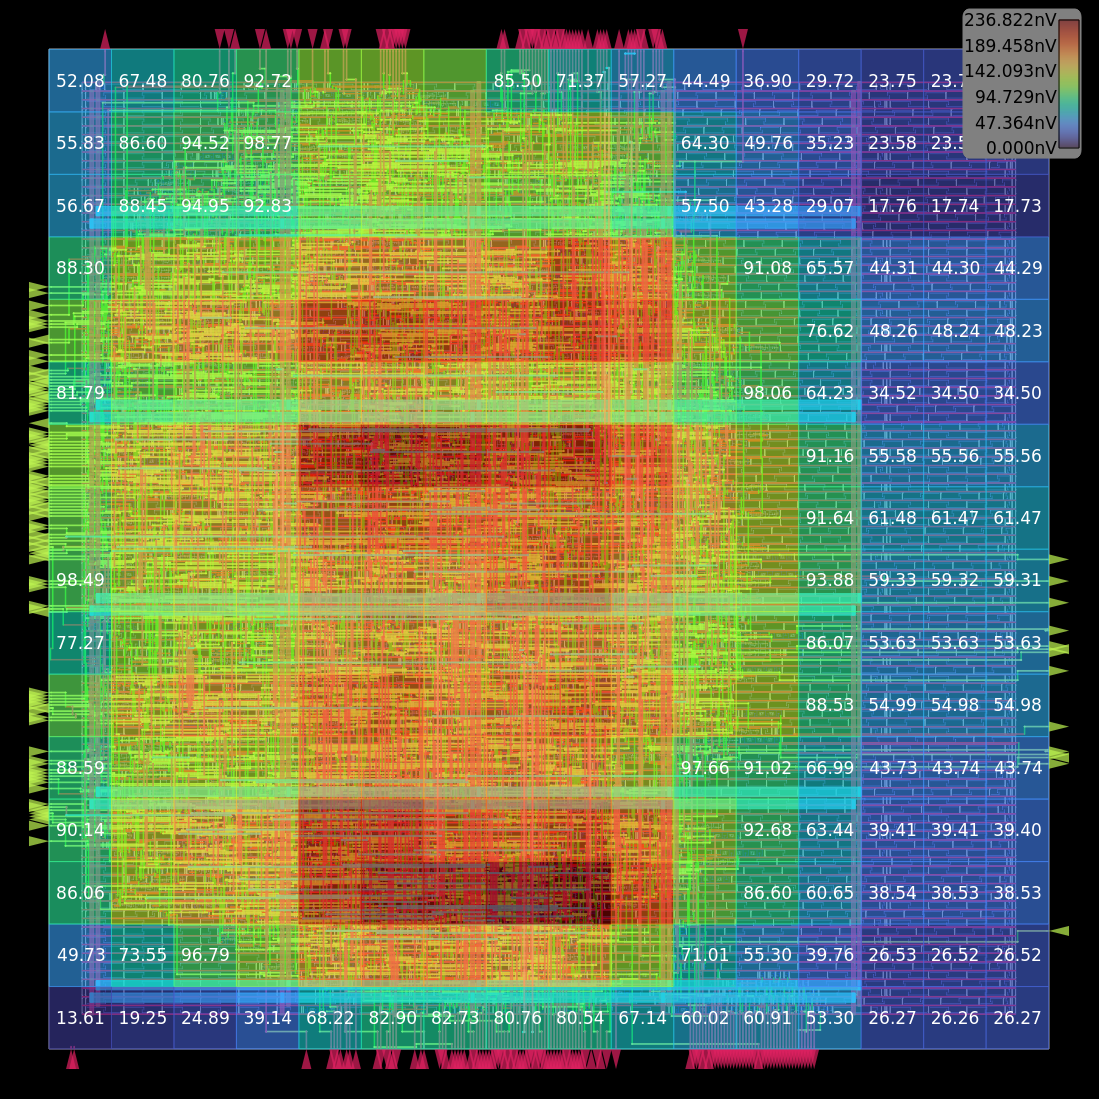 236.822nV
189.458nV
142.093nV
94.729nV
47.364nV
0.000nV
52.08 67.48 80.76 92.72 85.50 71.37 57.27 44.49 36.90 29.72 23.75
55.83 86.60 94.52 98.77 64.30 49.76 35.23 23.58
56.67 88.45 94.95 92.83 57.50 43.28 29.07 17.76 17.74 17.73
88.30 91.08 65.57 44.31 44.30 44.29
76.62 48.26 48.24 48.23
81.79 98.06 64.23 34.52 34.50 34.50
91.16 55.58 55.56 55.56
91.64 61.48 61.47 61.47
98.49 93.88 59.33 59.32 59.31
77.27 86.07 53.63 53.63 53.63
88.53 54.99 54.98 54.98
88.59 97.66 91.02 66.99 43.73 43.74 43.74
90.14 92.68 63.44 39.41 39.41 39.40
86.06 86.60 60.65 38.54 38.53 38.53
49.73 73.55 96.79 71.01 55.30 39.76 26.53 26.52 26.52
13.61 19.25 24.89 39.14 68.22 82.90 82.73 80.76 80.54 67.14 60.02 60.91 53.30 26.27 26.26 26.27